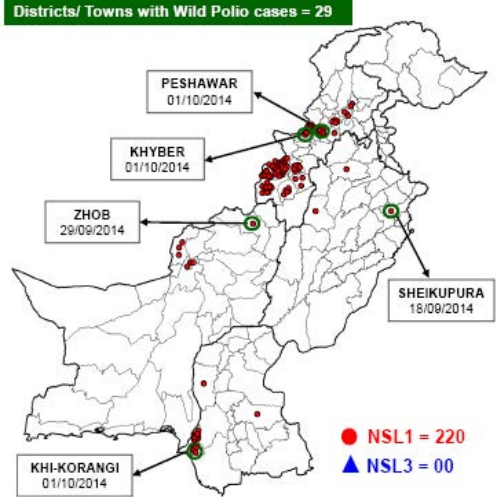 Districts/ Towns with Wild Polio cases = 29
PESHAWAR
01/10/2014
KHYBER
01/10/2014
ZHOB
29/09/2014
SHEIKUPURA
18/09/2014
NSL1 = 220
NSL3 = 00
KHI-KORANGI
01/10/2014